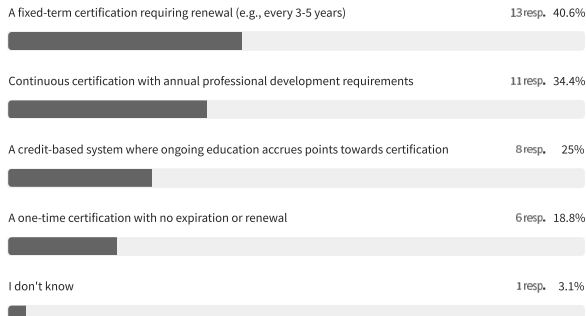 A fixed-term certification requiring renewal (e.g., every 3-5 years) 13 resp. 40.6%
Continuous certification with annual professional development requirements 11 resp. 34.4%
A credit-based system where ongoing education accrues points towards certification 8 resp. 25%
A one-time certification with no expiration or renewal 6 resp. 18.8%
I don't know 1 resp. 3.1%